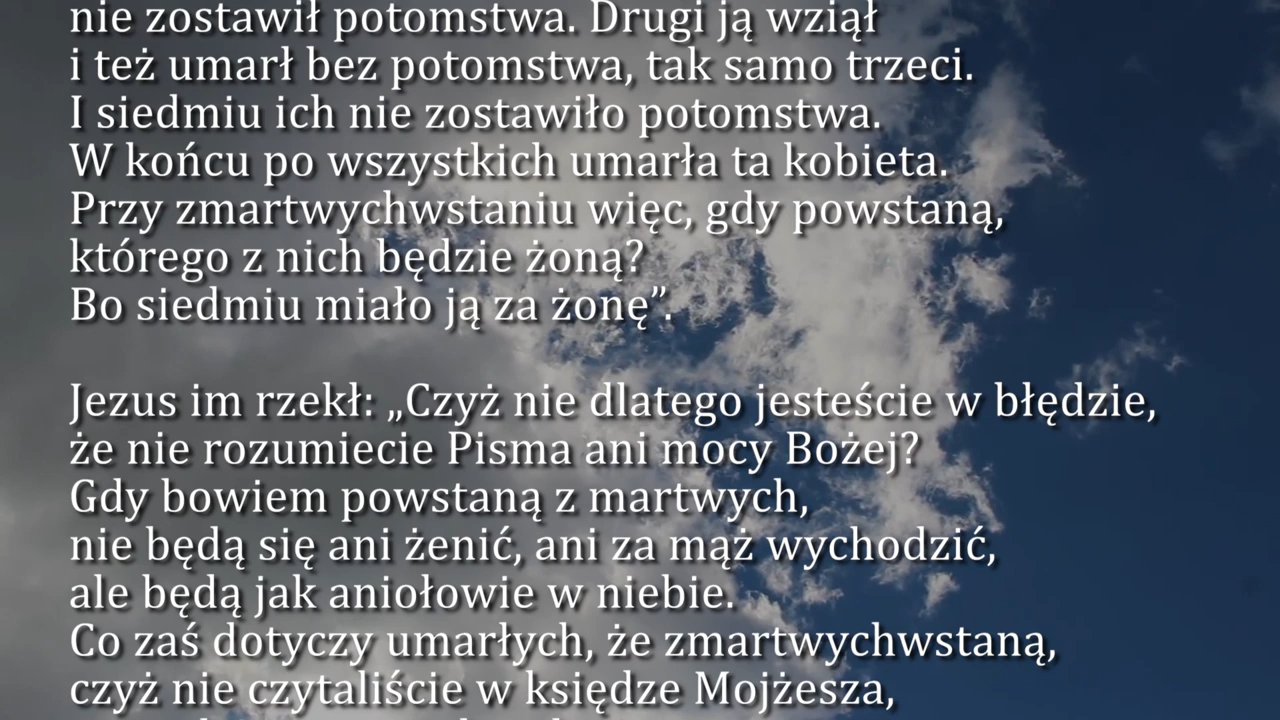 nie zostawił potomstwa. Drugi ją wziął
i też umarł bez potomstwa, tak samo trzeci.
I siedmiu ich nie zostawiło potomstwa.
W końcu po wszystkich umarła ta kobieta.
Przy zmartwychwstaniu więc, gdy powstaną,
którego z nich będzie żoną?
Bo siedmiu miało ją za żonę”.
Jezus im rzekł: „Czyż nie dlatego jesteście w błędzie,
że nie rozumiecie Pisma ani mocy Bożej?
Gdy bowiem powstaną z martwych,
nie będą się ani żenić, ani za mąż wychodzić,
ale będą jak aniołowie w niebie.
Co zaś dotyczy umarłych, że zmartwychwstaną,
czyż nie czytaliście w księdze Mojżesza,